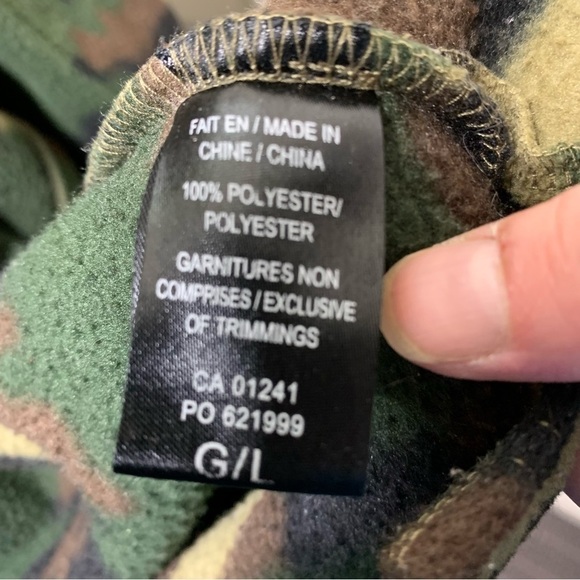 FAIT EN / MADE IN
CHINE / CHINA
100% POLYESTER/
POLYESTER
GARNITURES NON
COMPRISES / EXCLUSIVE
OF TRIMMINGS
CA 01241
PO 621999
G/L